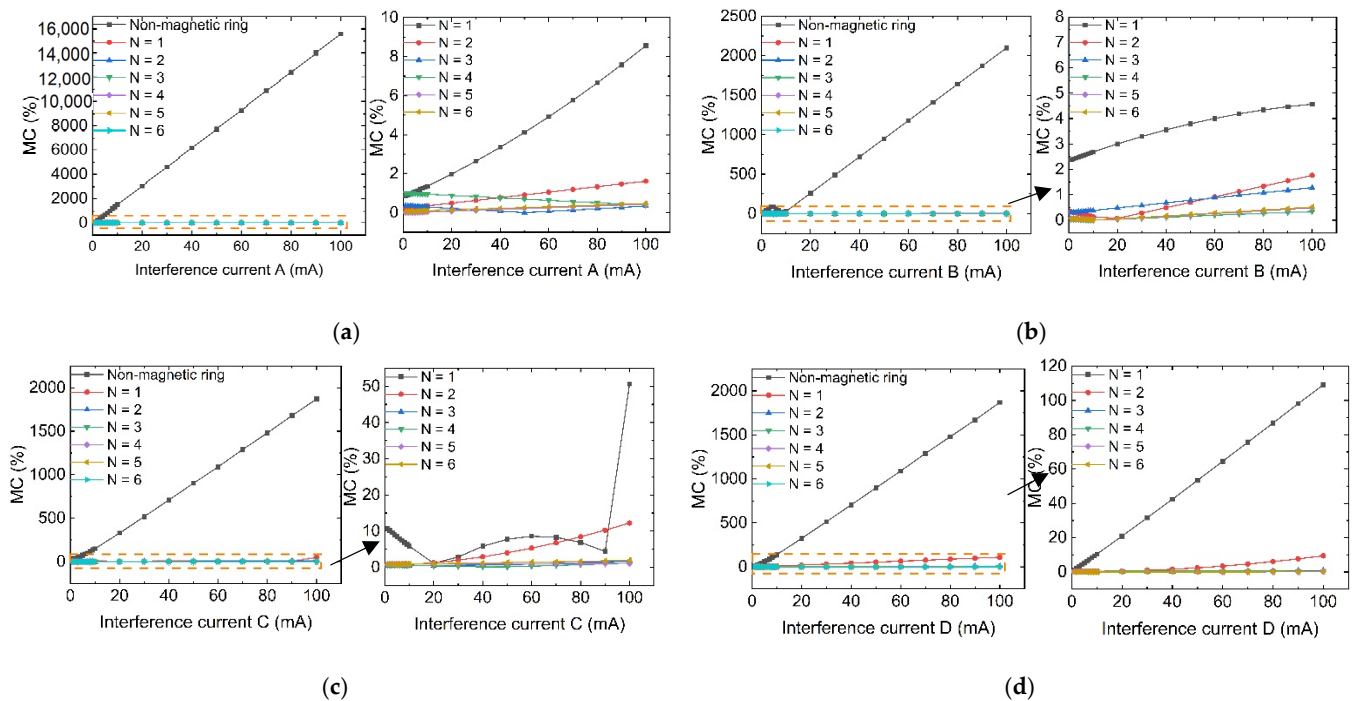 MC (%)
16,000
14,000
12,000
10,000
8000
6000
4000
2000
0
Non-magnetic ring
N = 1
N = 2
N = 3
N = 4
N = 5
N = 6
0 20 40 60 80 100
Interference current A (mA)
MC (%)
10
8
6
4
2
0
N = 1
N = 2
N = 3
N = 4
N = 5
N = 6
0 20 40 60 80 100
Interference current A (mA)
(a)
MC (%)
2500
2000
1500
1000
500
0
Non-magnetic ring
N = 1
N = 2
N = 3
N = 4
N = 5
N = 6
0 20 40 60 80 100
Interference current B (mA)
MC (%)
8
7
6
5
4
3
2
1
0
N = 1
N = 2
N = 3
N = 4
N = 5
N = 6
0 20 40 60 80 100
Interference current B (mA)
(b)
MC (%)
2000
1500
1000
500
0
Non-magnetic ring
N = 1
N = 2
N = 3
N = 4
N = 5
N = 6
0 20 40 60 80 100
Interference current C (mA)
MC (%)
50
40
30
20
10
0
N = 1
N = 2
N = 3
N = 4
N = 5
N = 6
0 20 40 60 80 100
Interference current C (mA)
(c)
MC (%)
2000
1500
1000
500
0
Non-magnetic ring
N = 1
N = 2
N = 3
N = 4
N = 5
N = 6
0 20 40 60 80 100
Interference current D (mA)
MC (%)
120
100
80
60
40
20
0
N = 1
N = 2
N = 3
N = 4
N = 5
N = 6
0 20 40 60 80 100
Interference current D (mA)
(d)